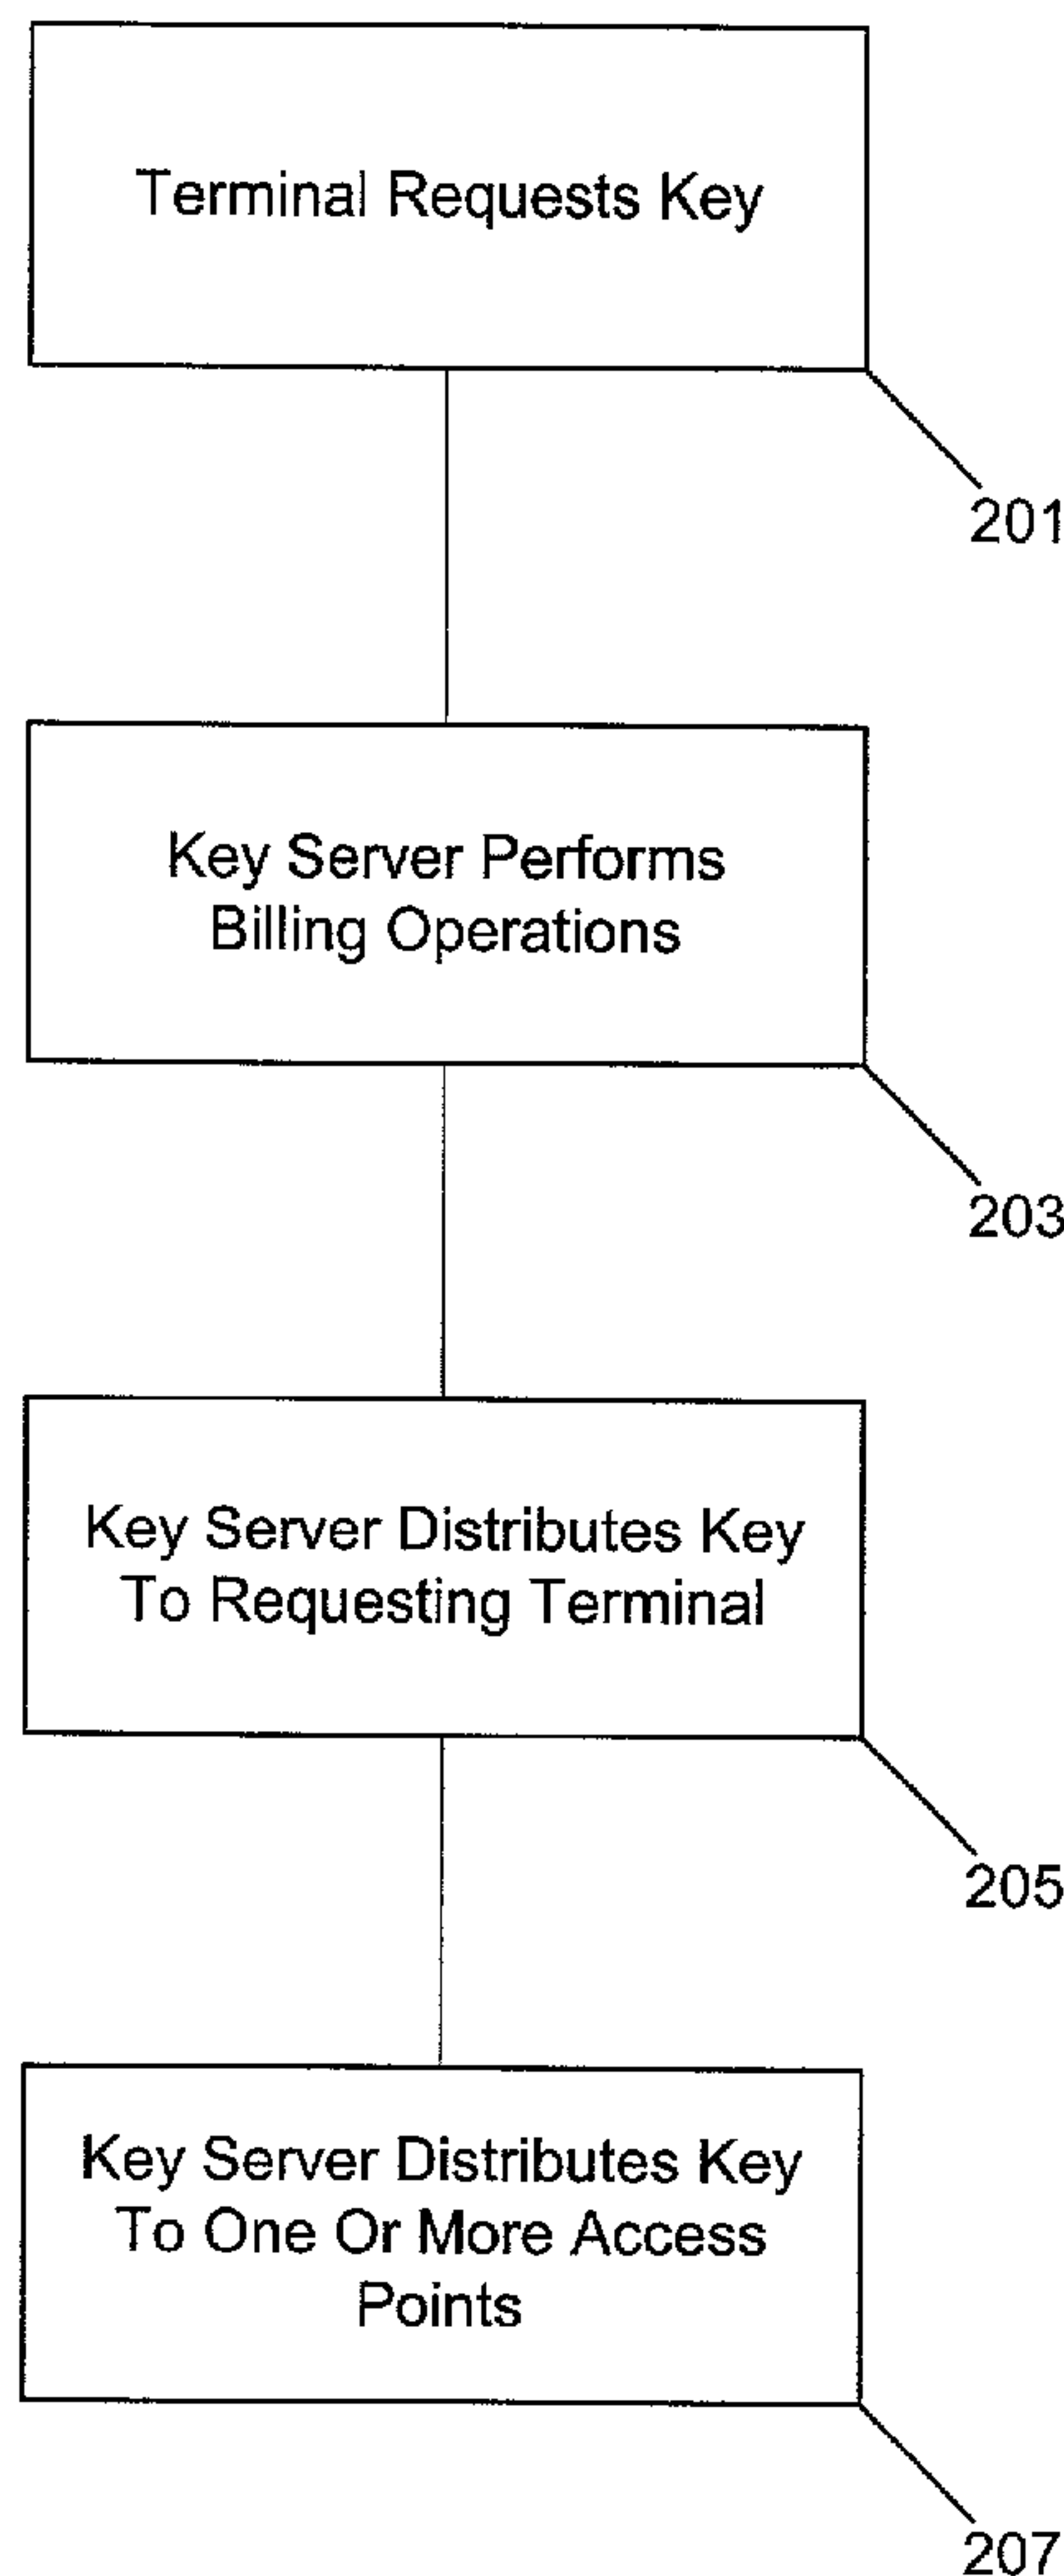 Terminal Requests Key
201
Key Server Performs
Billing Operations
203
Key Server Distributes Key
To Requesting Terminal
205
Key Server Distributes Key
To One Or More Access
Points
207